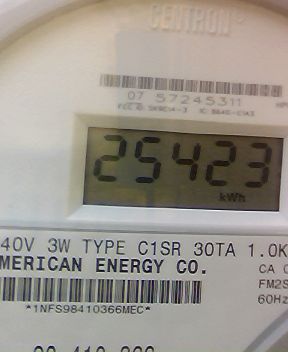 CENTRON®
07 57245311
25423
kWh
40V 3W TYPE C1SR 30TA 1.0K
MERICAN ENERGY CO.
CA 0
FM2S
60Hz
*1NFS98410366MEC*